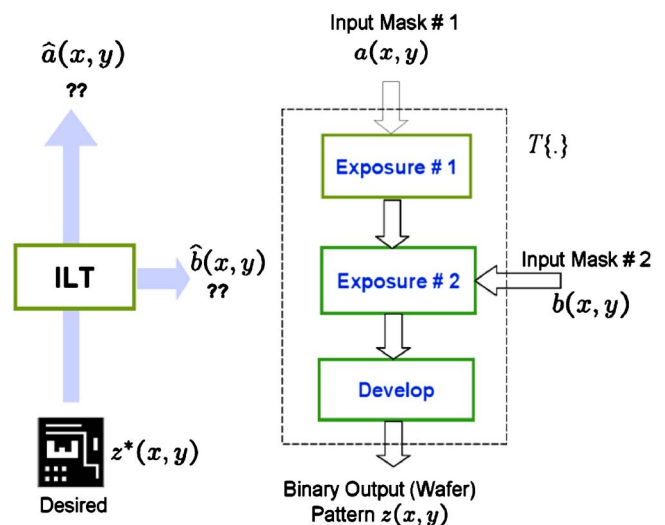 â(x, y)
??
ILT
b̂(x, y)
??
z*(x, y)
Desired
Input Mask # 1
a(x, y)
T{.}
Exposure # 1
Exposure # 2
Input Mask # 2
b(x, y)
Develop
Binary Output (Wafer)
Pattern z(x, y)